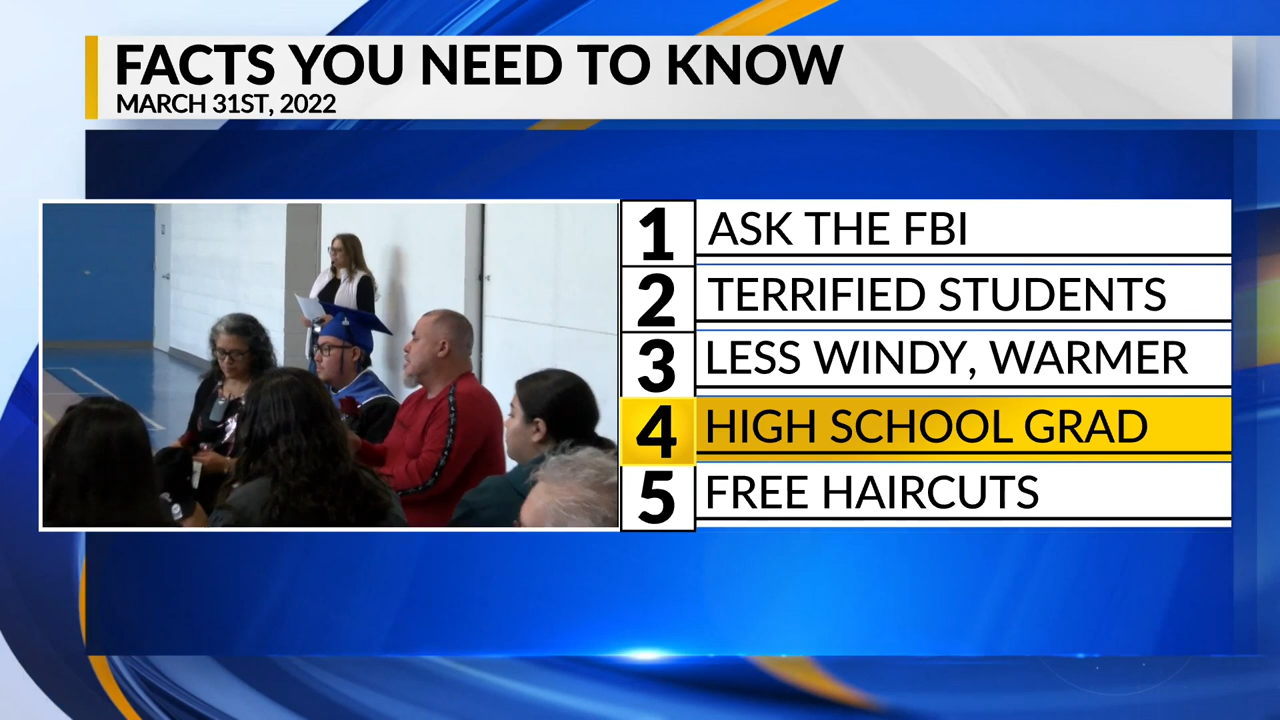 FACTS YOU NEED TO KNOW
MARCH 31ST, 2022
1 ASK THE FBI
2 TERRIFIED STUDENTS
3 LESS WINDY, WARMER
4 HIGH SCHOOL GRAD
5 FREE HAIRCUTS